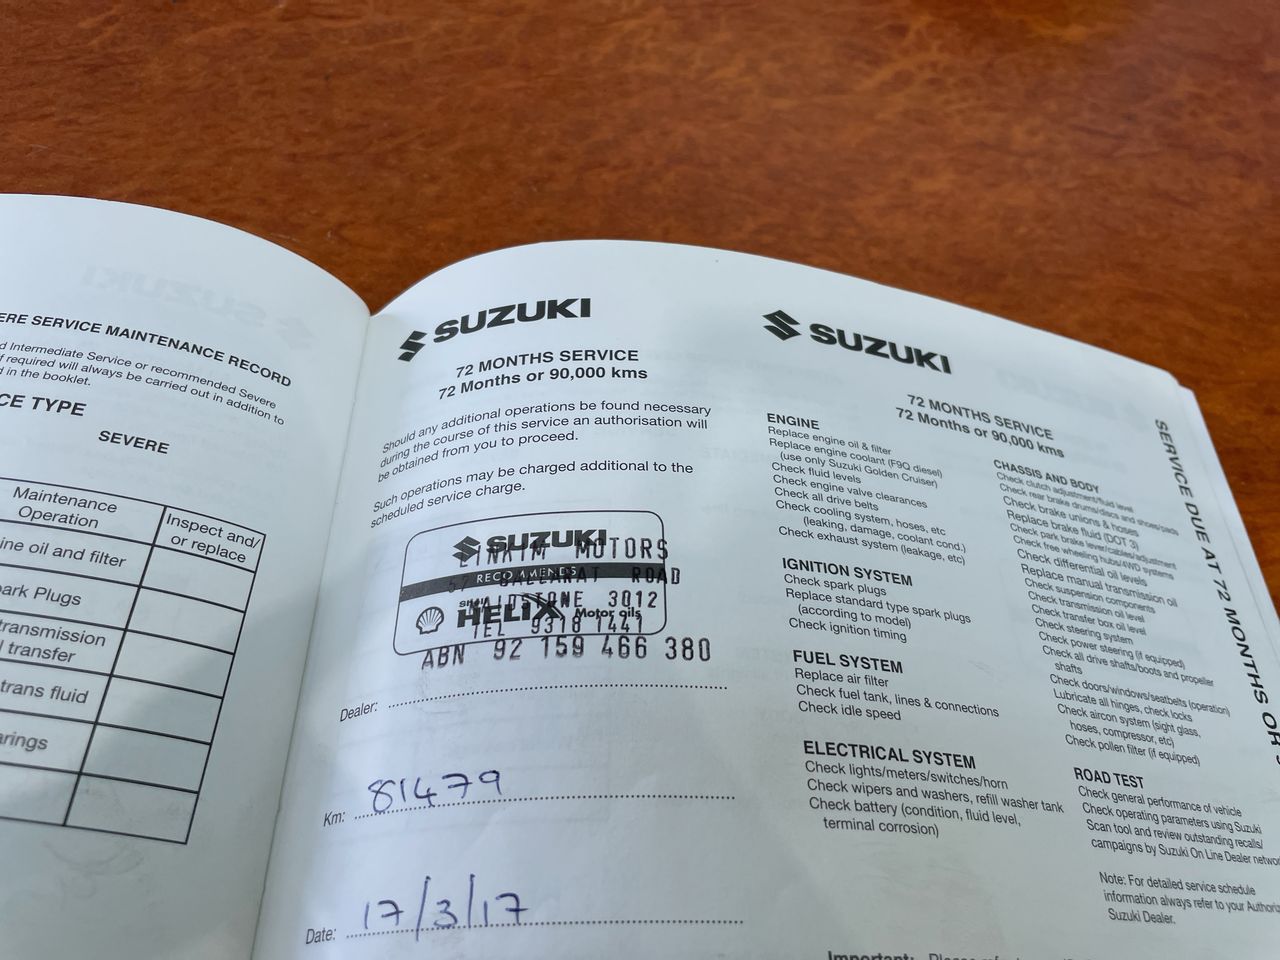 ERE SERVICE MAINTENANCE RECORD
d Intermediate Service or recommended Severe
f required will always be carried out in addition to
d in the booklet.
CE TYPE
SEVERE
Maintenance
Operation
Inspect and/
or replace
ine oil and filter
park Plugs
transmission
l transfer
trans fluid
arings
SUZUKI
72 MONTHS SERVICE
72 Months or 90,000 kms
Should any additional operations be found necessary
during the course of this service an authorisation will
be obtained from you to proceed.
Such operations may be charged additional to the
scheduled service charge.
SUZUKI
RECOMMENDS
Shell
HELIX Motor oils
MOTORS
57 BALLARAT ROAD
3012
TEL 9318 1441
ABN 92 159 466 380
Dealer:
Km: 81479
Date: 17/3/17
SUZUKI
72 MONTHS SERVICE
72 Months or 90,000 kms
ENGINE
Replace engine oil & filter
Replace engine coolant (F9Q diesel)
(use only Suzuki Golden Cruiser)
Check fluid levels
Check engine valve clearances
Check all drive belts
Check cooling system, hoses, etc
(leaking, damage, coolant cond.)
Check exhaust system (leakage, etc)
IGNITION SYSTEM
Check spark plugs
Replace standard type spark plugs
(according to model)
Check ignition timing
FUEL SYSTEM
Replace air filter
Check fuel tank, lines & connections
Check idle speed
ELECTRICAL SYSTEM
Check lights/meters/switches/horn
Check wipers and washers, refill washer tank
Check battery (condition, fluid level,
terminal corrosion)
CHASSIS AND BODY
Check clutch adjustment/fluid level
Check rear brake drums/discs and shoes/pads
Check brake unions & hoses
Replace brake fluid (DOT 3)
Check park brake lever/cables/adjustment
Check free wheeling hubs/4WD systems
Check differential oil levels
Replace manual transmission oil
Check suspension components
Check transmission oil level
Check transfer box oil level
Check steering system
Check power steering (if equipped)
Check all drive shafts/boots and propeller
shafts
Check doors/windows/seatbelts (operation)
Lubricate all hinges, check locks
Check aircon system (sight glass,
hoses, compressor, etc)
Check pollen filter (if equipped)
ROAD TEST
Check general performance of vehicle
Check operating parameters using Suzuki
Scan tool and review outstanding recalls/
campaigns by Suzuki On Line Dealer networ
Note: For detailed service schedule
information always refer to your Authoriz
Suzuki Dealer.
SERVICE DUE AT 72 MONTHS OR
Important: